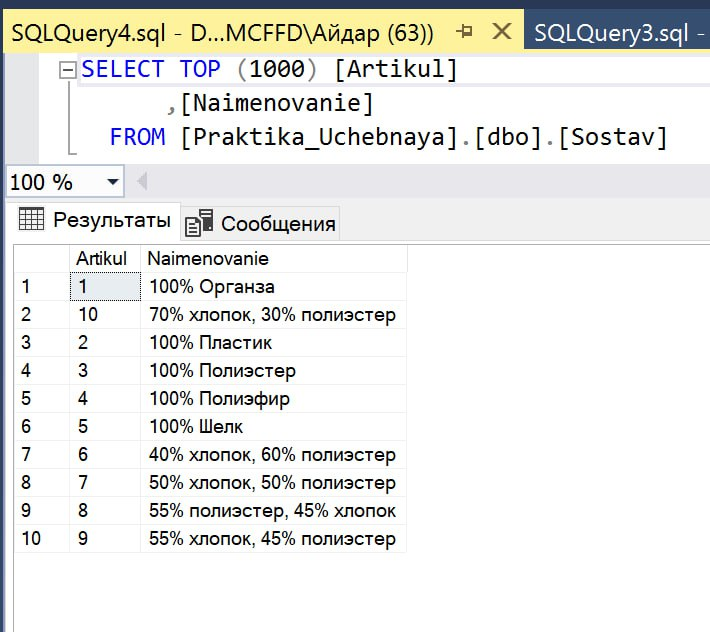 SQLQuery4.sql - D...MCFFD\Айдар (63))
SQLQuery3.sql -
SELECT TOP (1000) [Artikul]
,[Naimenovanie]
FROM [Praktika_Uchebnaya].[dbo].[Sostav]
100 %
Результаты Сообщения
Artikul Naimenovanie
1 1 100% Органза
2 10 70% хлопок, 30% полиэстер
3 2 100% Пластик
4 3 100% Полиэстер
5 4 100% Полиэфир
6 5 100% Шелк
7 6 40% хлопок, 60% полиэстер
8 7 50% хлопок, 50% полиэстер
9 8 55% полиэстер, 45% хлопок
10 9 55% хлопок, 45% полиэстер